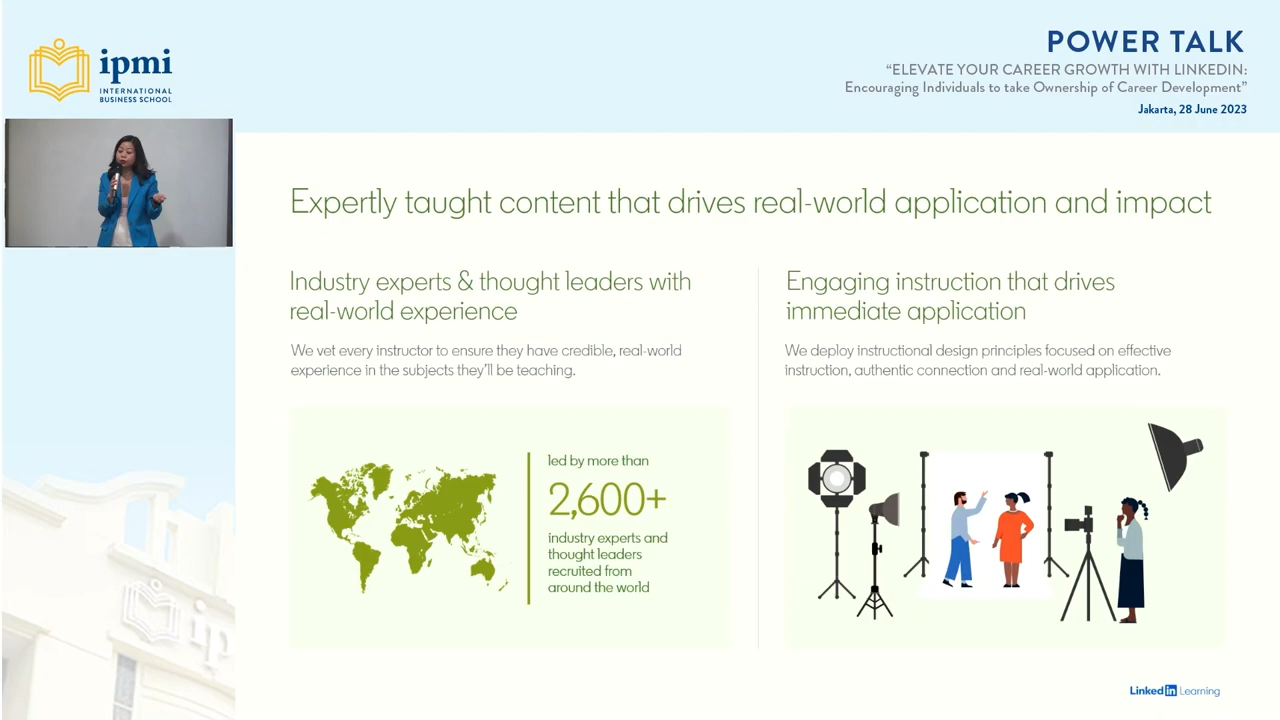 ipmi
INTERNATIONAL
BUSINESS SCHOOL
POWER TALK
“ELEVATE YOUR CAREER GROWTH WITH LINKEDIN:
Encouraging Individuals to take Ownership of Career Development”
Jakarta, 28 June 2023
Expertly taught content that drives real-world application and impact
Industry experts & thought leaders with
real-world experience
We vet every instructor to ensure they have credible, real-world
experience in the subjects they’ll be teaching.
led by more than
2,600+
industry experts and
thought leaders
recruited from
around the world
Engaging instruction that drives
immediate application
We deploy instructional design principles focused on effective
instruction, authentic connection and real-world application.
ip
LinkedIn Learning